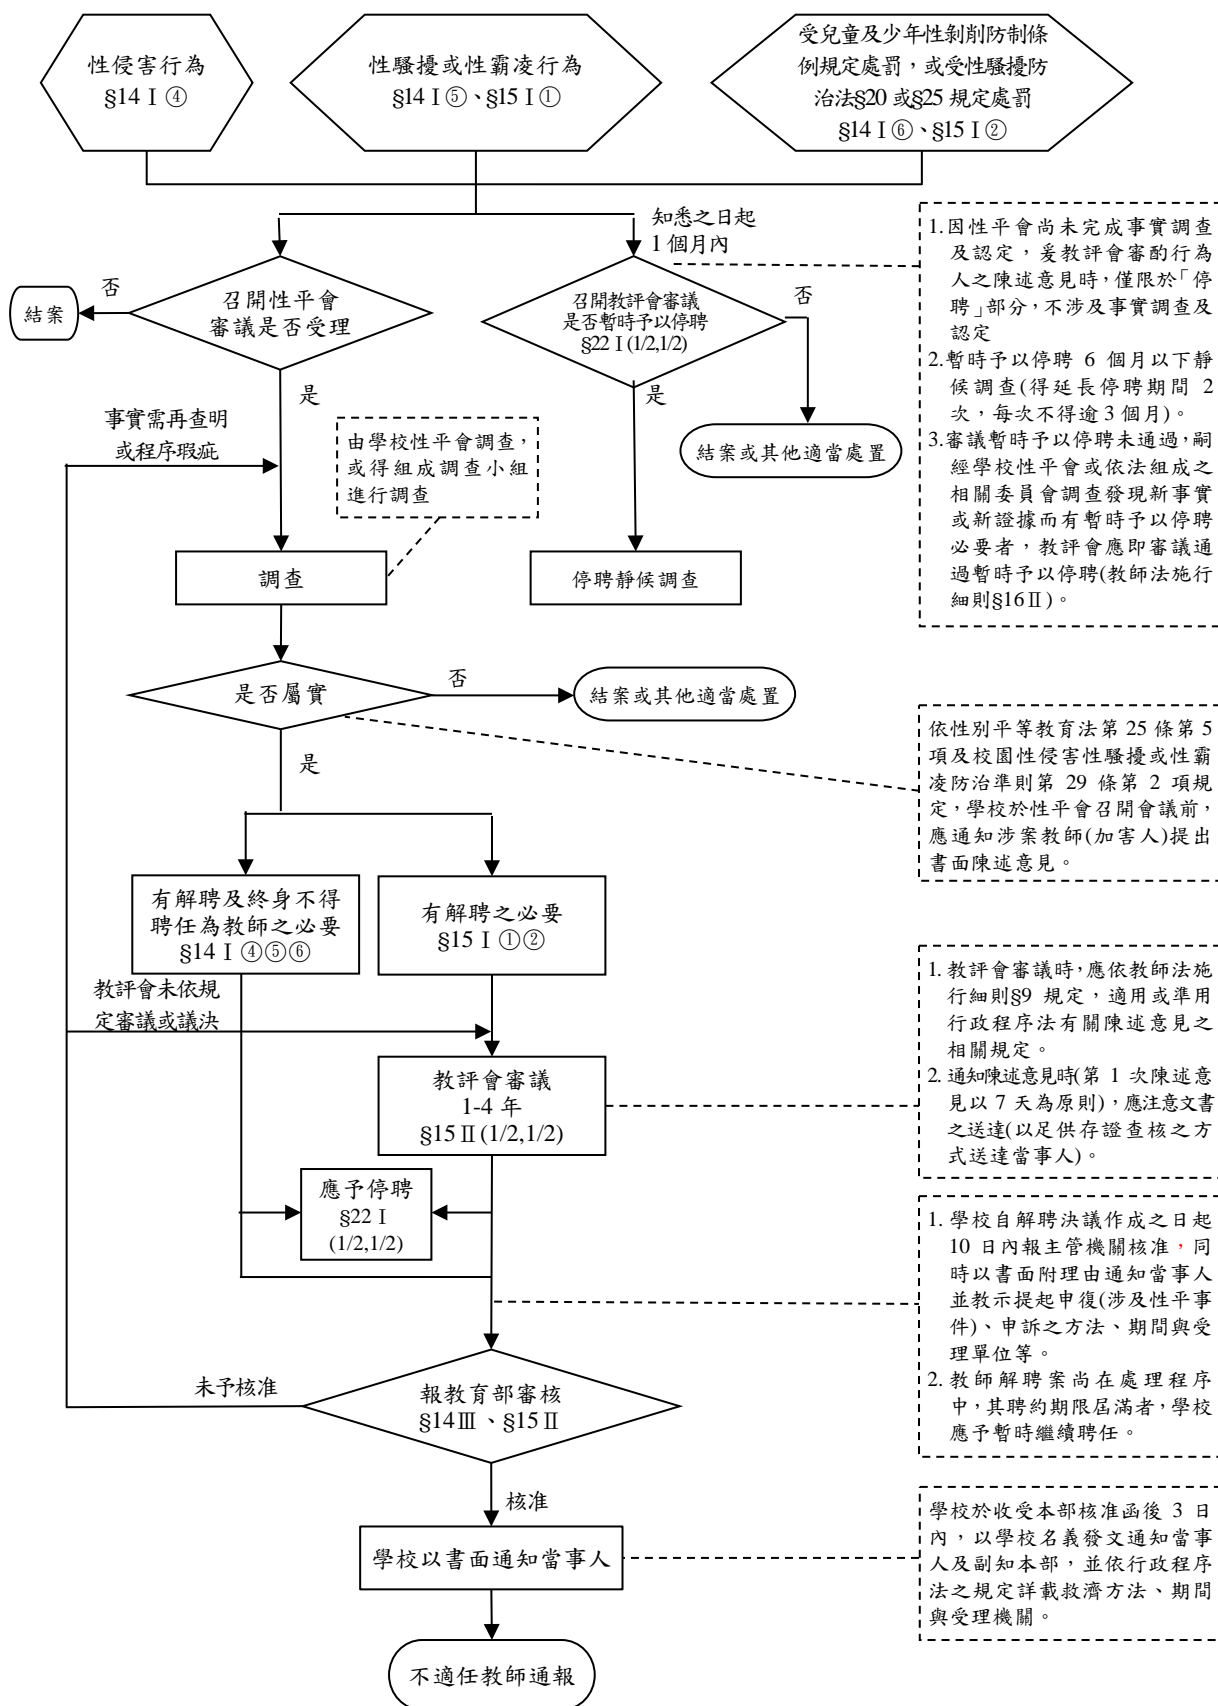 性侵害行為
§14 I ④
性騷擾或性霸凌行為
§14 I ⑤、§15 I ①
受兒童及少年性剝削防制條
例規定處罰，或受性騷擾防
治法§20 或§25 規定處罰
§14 I ⑥、§15 I ②
知悉之日起
1 個月內
否
結案
召開性平會
審議是否受理
召開教評會審議
是否暫時予以停聘
§22 I (1/2,1/2)
否
1.因性平會尚未完成事實調查
及認定，爰教評會審酌行為
人之陳述意見時，僅限於「停
聘」部分，不涉及事實調查及
認定
2.暫時予以停聘 6 個月以下靜
候調查(得延長停聘期間 2
次，每次不得逾 3 個月)。
3.審議暫時予以停聘未通過，嗣
經學校性平會或依法組成之
相關委員會調查發現新事實
或新證據而有暫時予以停聘
必要者，教評會應即審議通
過暫時予以停聘(教師法施行
細則§16Ⅱ)。
是
是
事實需再查明
或程序瑕疵
由學校性平會調查，
或得組成調查小組
進行調查
結案或其他適當處置
調查
停聘靜候調查
是否屬實
否
結案或其他適當處置
依性別平等教育法第 25 條第 5
項及校園性侵害性騷擾或性霸
凌防治準則第 29 條第 2 項規
定，學校於性平會召開會議前，
應通知涉案教師(加害人)提出
書面陳述意見。
是
有解聘及終身不得
聘任為教師之必要
§14 I ④⑤⑥
有解聘之必要
§15 I ①②
教評會未依規
定審議或議決
教評會審議
1-4 年
§15Ⅱ(1/2,1/2)
1. 教評會審議時，應依教師法施
行細則§9 規定，適用或準用
行政程序法有關陳述意見之
相關規定。
2. 通知陳述意見時(第 1 次陳述意
見以 7 天為原則)，應注意文書
之送達(以足供存證查核之方
式送達當事人)。
應予停聘
§22 I
(1/2,1/2)
1. 學校自解聘決議作成之日起
10 日內報主管機關核准，同
時以書面附理由通知當事人
並教示提起申復(涉及性平事
件)、申訴之方法、期間與受
理單位等。
2. 教師解聘案尚在處理程序
中，其聘約期限屆滿者，學校
應予暫時繼續聘任。
未予核准
報教育部審核
§14Ⅲ、§15Ⅱ
核准
學校以書面通知當事人
學校於收受本部核准函後 3 日
內，以學校名義發文通知當事
人及副知本部，並依行政程序
法之規定詳載救濟方法、期間
與受理機關。
不適任教師通報